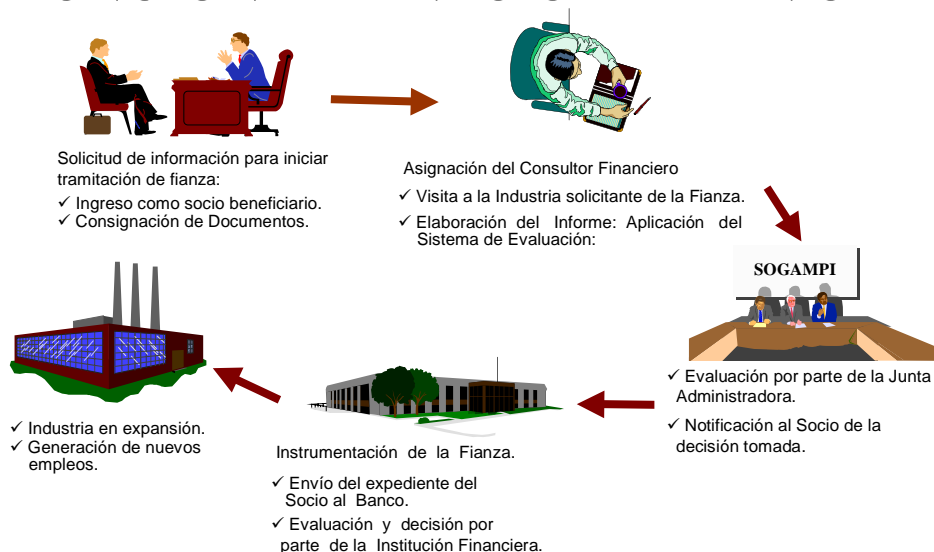 Solicitud de información para iniciar
tramitación de fianza:
✓ Ingreso como socio beneficiario.
✓ Consignación de Documentos.
Asignación del Consultor Financiero
✓ Visita a la Industria solicitante de la Fianza.
✓ Elaboración del Informe: Aplicación del
Sistema de Evaluación:
SOGAMPI
✓ Evaluación por parte de la Junta
Administradora.
✓ Notificación al Socio de la
decisión tomada.
Instrumentación de la Fianza.
✓ Envío del expediente del
Socio al Banco.
✓ Evaluación y decisión por
parte de la Institución Financiera.
✓ Industria en expansión.
✓ Generación de nuevos
empleos.